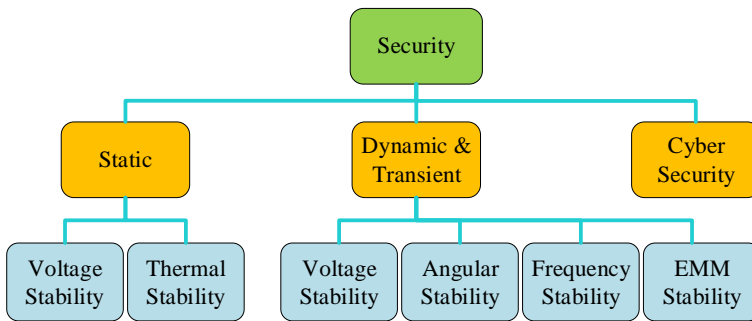 Security
Static
Dynamic &
Transient
Cyber
Security
Voltage
Stability
Thermal
Stability
Voltage
Stability
Angular
Stability
Frequency
Stability
EMM
Stability